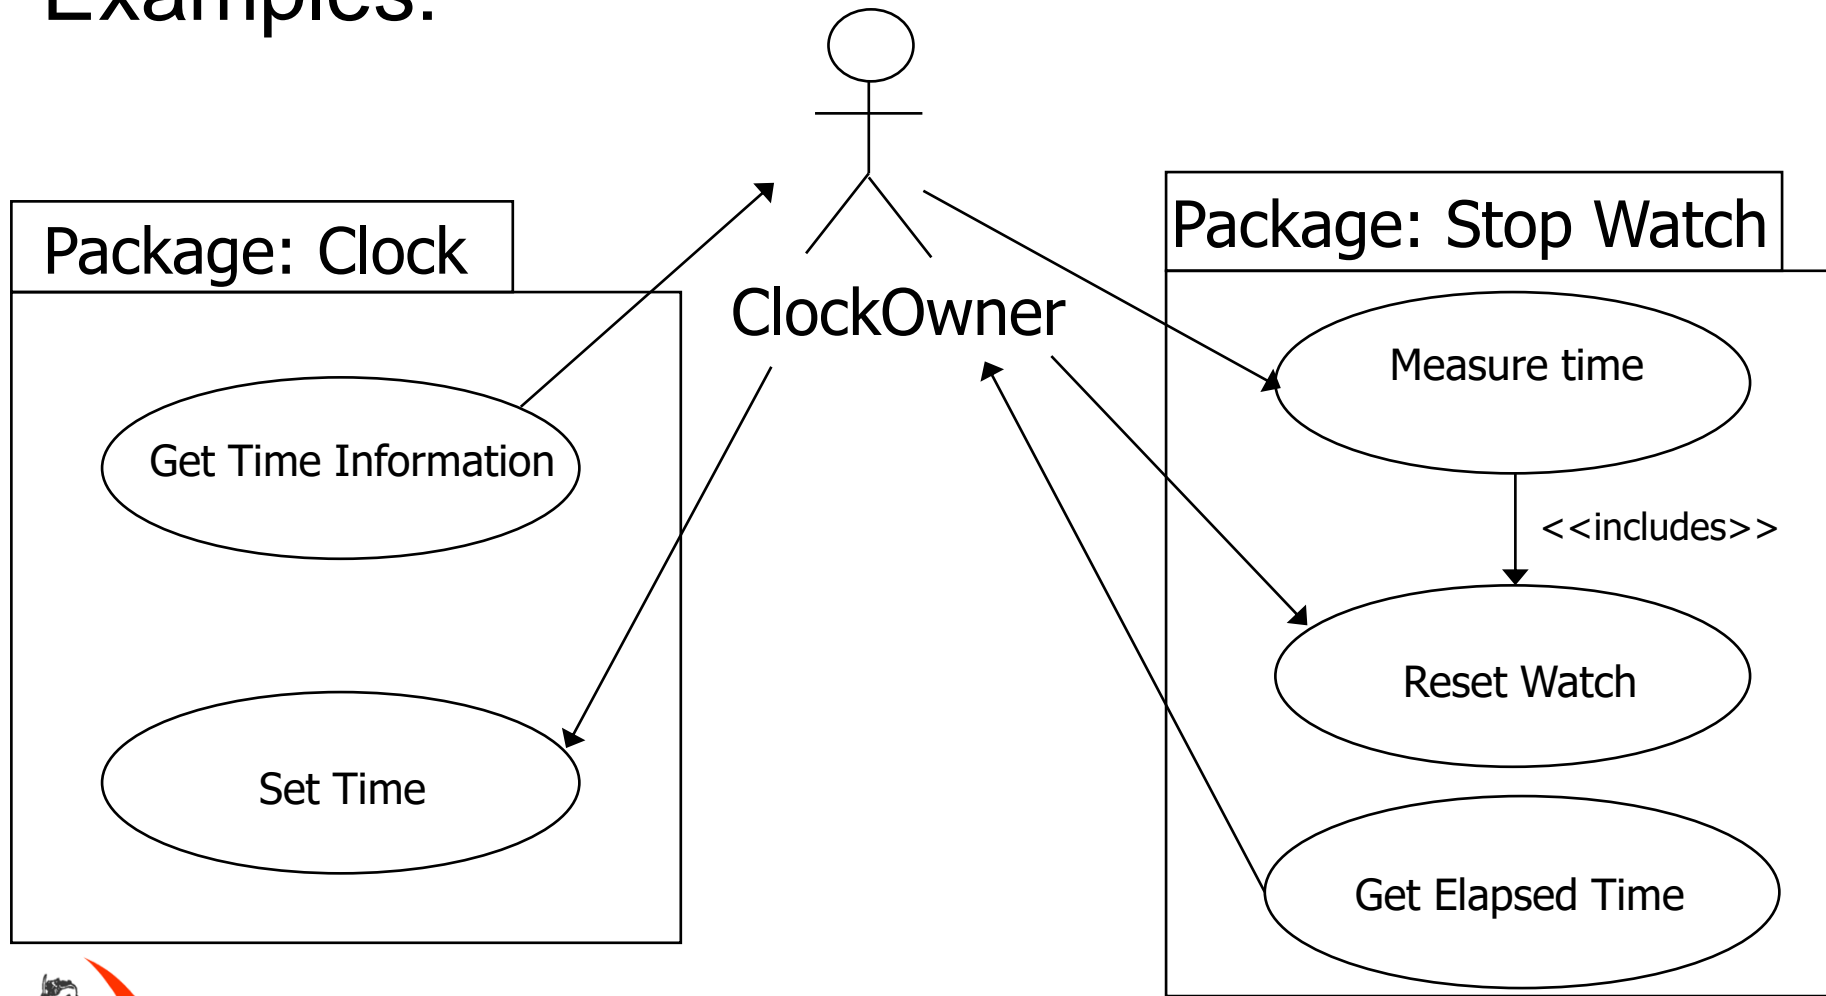 Examples:
Package: Clock
Package: Stop Watch
ClockOwner
Get Time Information
Set Time
Measure time
<<includes>>
Reset Watch
Get Elapsed Time